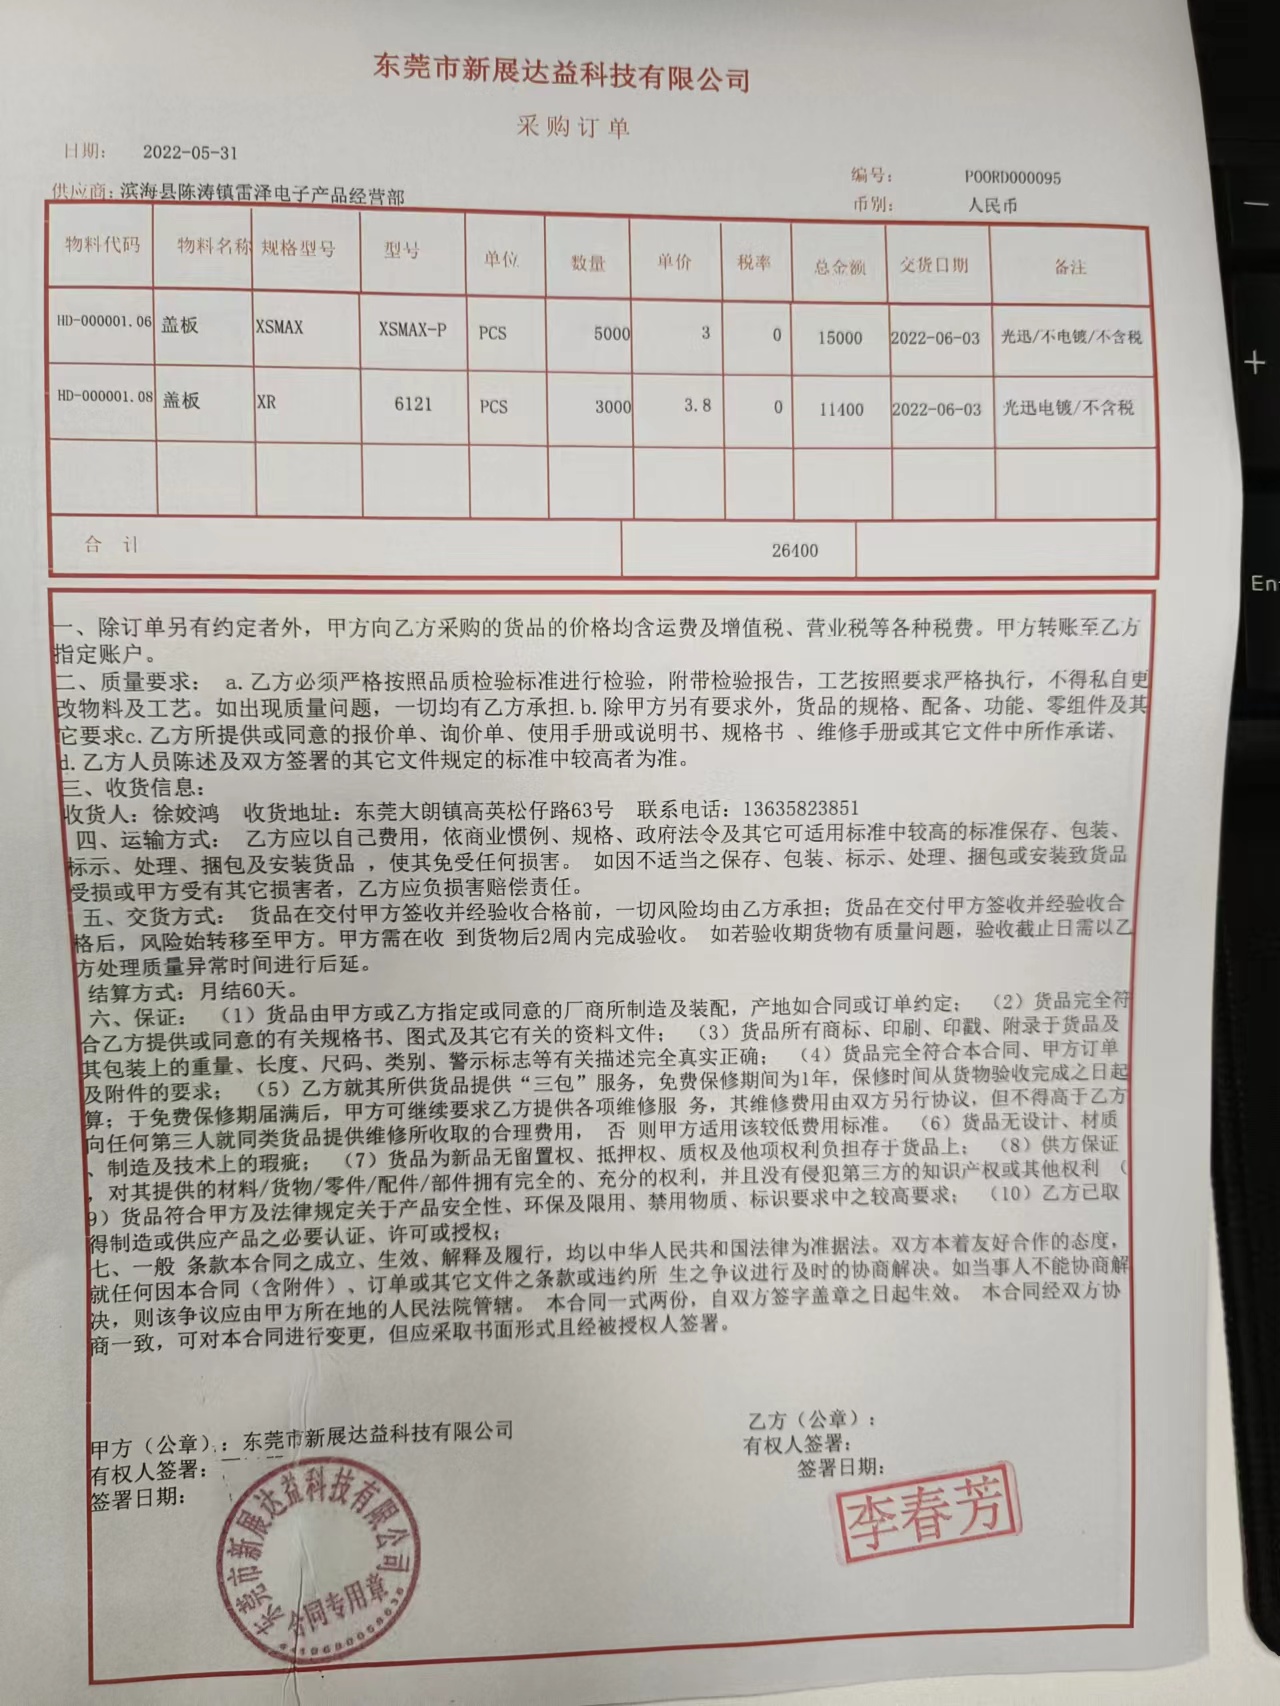 东莞市新展达益科技有限公司
采购订单
日期： 2022-05-31
编号： POORD000095
供应商：滨海县陈涛镇雷泽电子产品经营部
币别： 人民币
物料代码 物料名称 规格型号 型号 单位 数量 单价 税率 总金额 交货日期 备注
HD-000001.06 盖板 XSMAX XSMAX-P PCS 5000 3 0 15000 2022-06-03 光迅/不电镀/不含税
HD-000001.08 盖板 XR 6121 PCS 3000 3.8 0 11400 2022-06-03 光迅电镀/不含税
合 计 26400
一、除订单另有约定者外，甲方向乙方采购的货品的价格均含运费及增值税、营业税等各种税费。甲方转账至乙方
指定账户。
二、质量要求： a.乙方必须严格按照品质检验标准进行检验，附带检验报告，工艺按照要求严格执行，不得私自更
改物料及工艺。如出现质量问题，一切均有乙方承担.b.除甲方另有要求外，货品的规格、配备、功能、零组件及其
它要求c.乙方所提供或同意的报价单、询价单、使用手册或说明书、规格书 、维修手册或其它文件中所作承诺、
d.乙方人员陈述及双方签署的其它文件规定的标准中较高者为准。
三、收货信息：
收货人：徐姣鸿 收货地址：东莞大朗镇高英松仔路63号 联系电话：13635823851
四、运输方式： 乙方应以自己费用，依商业惯例、规格、政府法令及其它可适用标准中较高的标准保存、包装、
标示、处理、捆包及安装货品 ，使其免受任何损害。 如因不适当之保存、包装、标示、处理、捆包或安装致货品
受损或甲方受有其它损害者，乙方应负损害赔偿责任。
五、交货方式： 货品在交付甲方签收并经验收合格前，一切风险均由乙方承担；货品在交付甲方签收并经验收合
格后，风险始转移至甲方。甲方需在收 到货物后2周内完成验收。 如若验收期货物有质量问题，验收截止日需以乙
方处理质量异常时间进行后延。
结算方式：月结60天。
六、保证： （1）货品由甲方或乙方指定或同意的厂商所制造及装配，产地如合同或订单约定； （2）货品完全符
合乙方提供或同意的有关规格书、图式及其它有关的资料文件； （3）货品所有商标、印刷、印戳、附录于货品及
其包装上的重量、长度、尺码、类别、警示标志等有关描述完全真实正确； （4）货品完全符合本合同、甲方订单
及附件的要求； （5）乙方就其所供货品提供“三包”服务，免费保修期间为1年，保修时间从货物验收完成之日起
算；于免费保修期届满后，甲方可继续要求乙方提供各项维修服 务，其维修费用由双方另行协议，但不得高于乙方
向任何第三人就同类货品提供维修所收取的合理费用， 否 则甲方适用该较低费用标准。 （6）货品无设计、材质
、制造及技术上的瑕疵； （7）货品为新品无留置权、抵押权、质权及他项权利负担存于货品上； （8）供方保证
，对其提供的材料/货物/零件/配件/部件拥有完全的、充分的权利，并且没有侵犯第三方的知识产权或其他权利 （
9）货品符合甲方及法律规定关于产品安全性、环保及限用、禁用物质、标识要求中之较高要求； （10）乙方已取
得制造或供应产品之必要认证、许可或授权；
七、一般 条款本合同之成立、生效、解释及履行，均以中华人民共和国法律为准据法。双方本着友好合作的态度，
就任何因本合同（含附件）、订单或其它文件之条款或违约所 生之争议进行及时的协商解决。如当事人不能协商解
决，则该争议应由甲方所在地的人民法院管辖。 本合同一式两份，自双方签字盖章之日起生效。 本合同经双方协
商一致，可对本合同进行变更，但应采取书面形式且经被授权人签署。
甲方（公章）：东莞市新展达益科技有限公司
有权人签署：
签署日期：
乙方（公章）：
有权人签署：
签署日期：
东莞市新展达益科技有限公司
合同专用章
李春芳
En